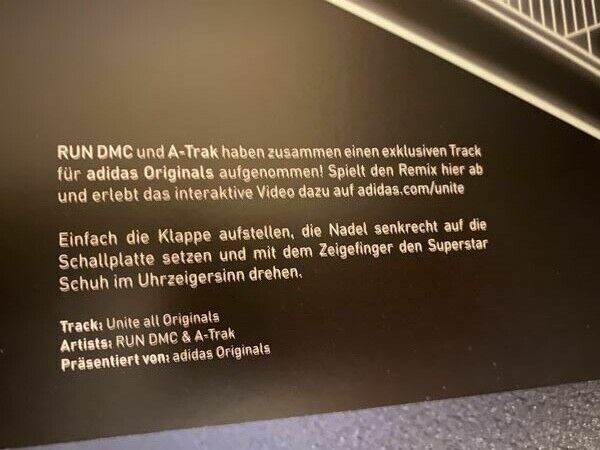 RUN DMC und A-Trak haben zusammen einen exklusiven Track
für adidas Originals aufgenommen! Spielt den Remix hier ab
und erlebt das interaktive Video dazu auf adidas.com/unite
Einfach die Klappe aufstellen, die Nadel senkrecht auf die
Schallplatte setzen und mit dem Zeigefinger den Superstar
Schuh im Uhrzeigersinn drehen.
Track: Unite all Originals
Artists: RUN DMC & A-Trak
Präsentiert von: adidas Originals